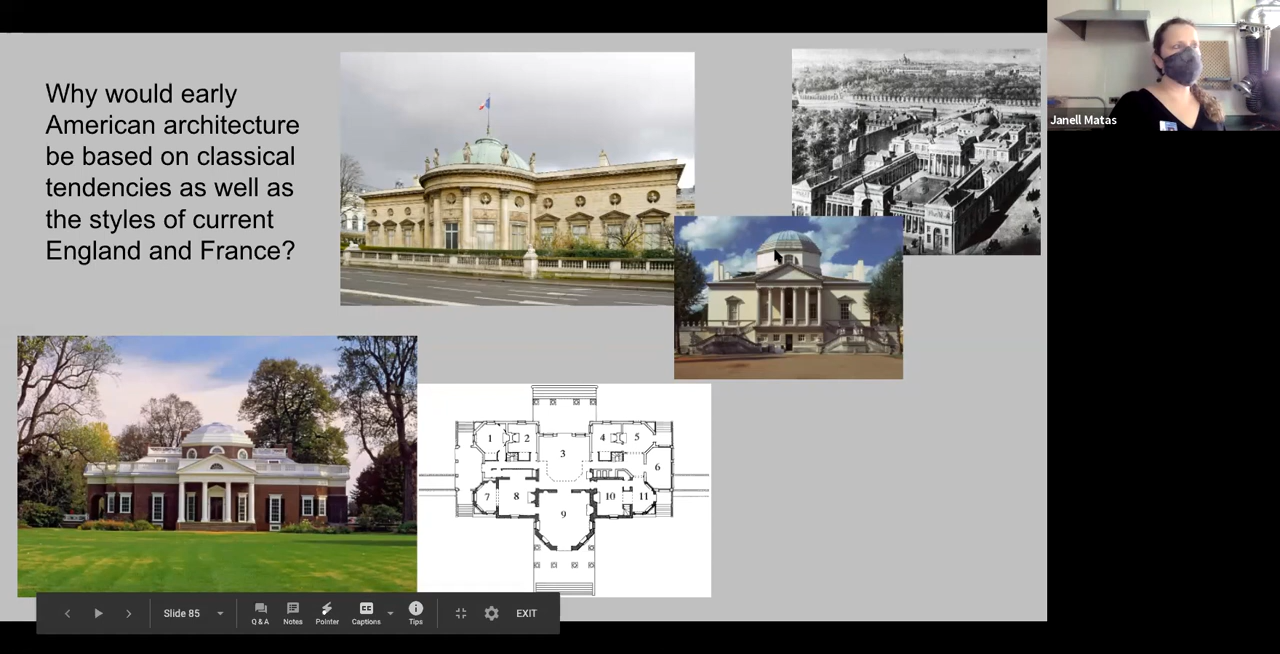 Why would early
American architecture
be based on classical
tendencies as well as
the styles of current
England and France?
Janell Matas
1
2
3
4
5
6
7
8
9
10
11
Slide 85
Q & A
Notes
Pointer
CC
Captions
Tips
EXIT